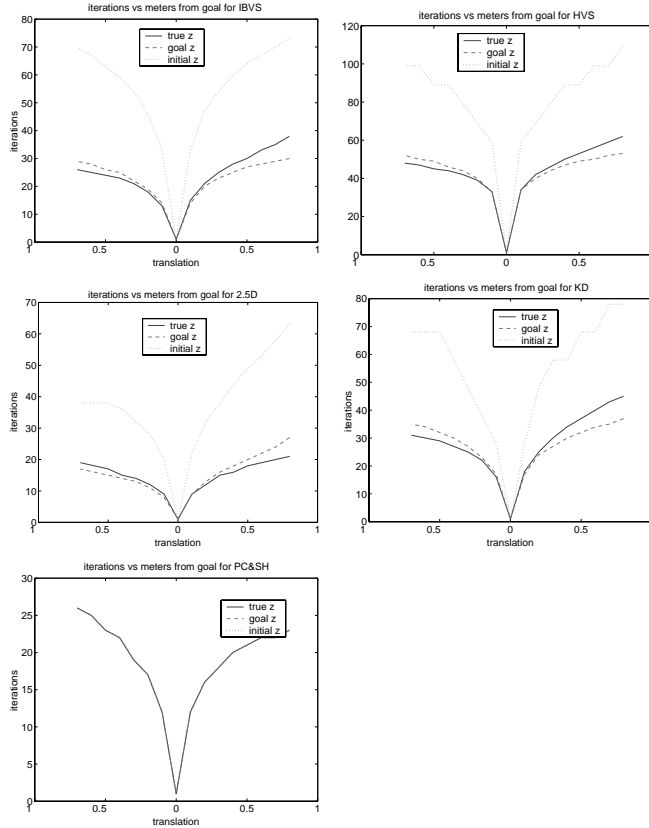 iterations vs meters from goal for IBVS
80
70
60
50
40
30
20
10
0
iterations
true z
goal z
initial z
1 0.5 0 0.5 1
translation
iterations vs meters from goal for HVS
120
100
80
60
40
20
0
iterations
true z
goal z
initial z
1 0.5 0 0.5 1
translation
iterations vs meters from goal for 2.5D
70
60
50
40
30
20
10
0
iterations
true z
goal z
initial z
1 0.5 0 0.5 1
translation
iterations vs meters from goal for KD
80
70
60
50
40
30
20
10
0
iterations
true z
goal z
initial z
1 0.5 0 0.5 1
translation
iterations vs meters from goal for PC&SH
30
25
20
15
10
5
0
iterations
true z
goal z
initial z
1 0.5 0 0.5 1
translation